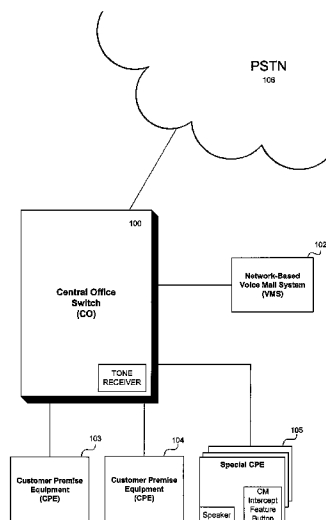 PSTN
106
100
Central Office
Switch
(CO)
TONE
RECEIVER
102
Network-Based
Voice Mail System
(VMS)
103
Customer Premise
Equipment
(CPE)
104
Customer Premise
Equipment
(CPE)
105
Special CPE
Speaker
CM
Intercept
Feature
Button